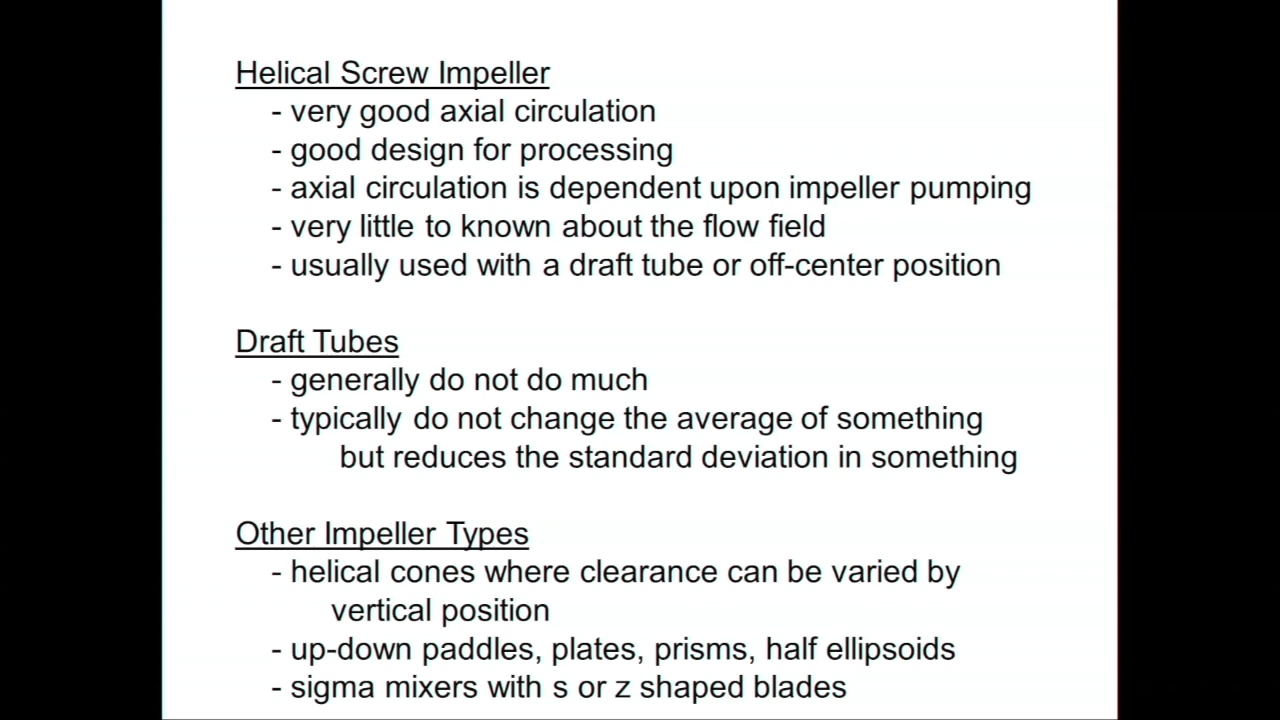 Helical Screw Impeller
- very good axial circulation
- good design for processing
- axial circulation is dependent upon impeller pumping
- very little to known about the flow field
- usually used with a draft tube or off-center position
Draft Tubes
- generally do not do much
- typically do not change the average of something
but reduces the standard deviation in something
Other Impeller Types
- helical cones where clearance can be varied by
vertical position
- up-down paddles, plates, prisms, half ellipsoids
- sigma mixers with s or z shaped blades